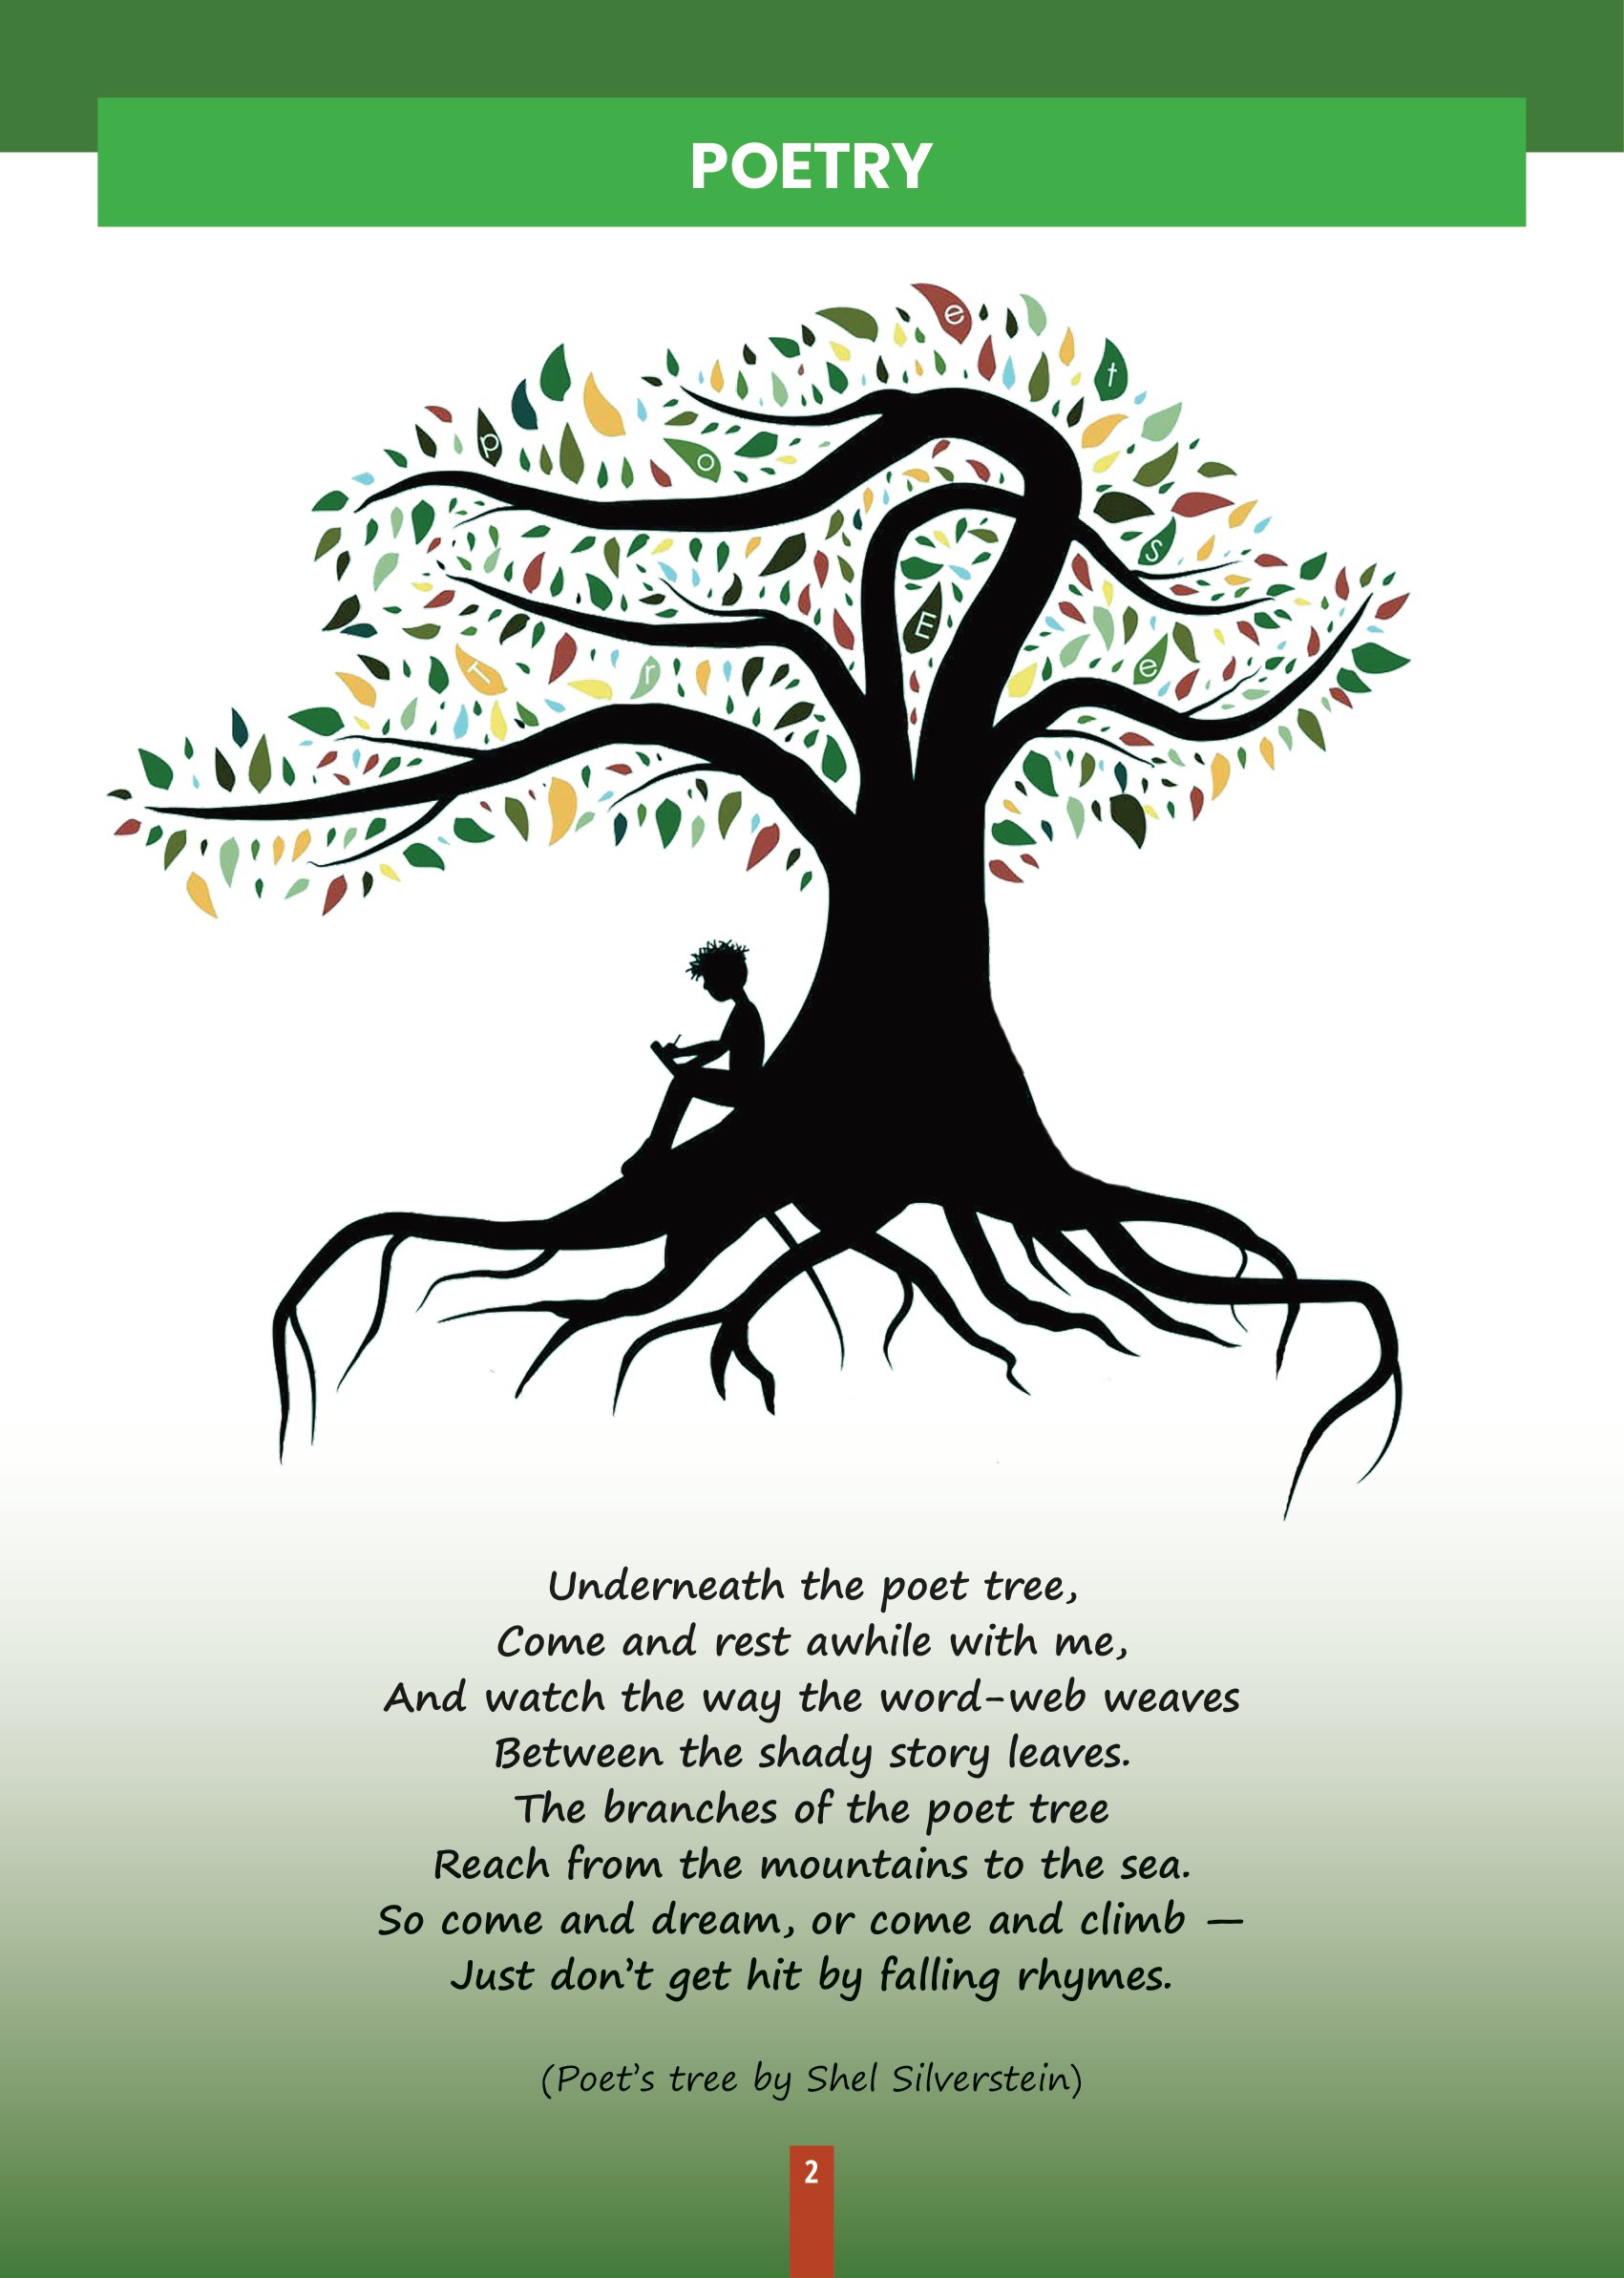 POETRY
p o e t s
T r E e
Underneath the poet tree,
Come and rest awhile with me,
And watch the way the word-web weaves
Between the shady story leaves.
The branches of the poet tree
Reach from the mountains to the sea.
So come and dream, or come and climb —
Just don't get hit by falling rhymes.
(Poet's tree by Shel Silverstein)
2